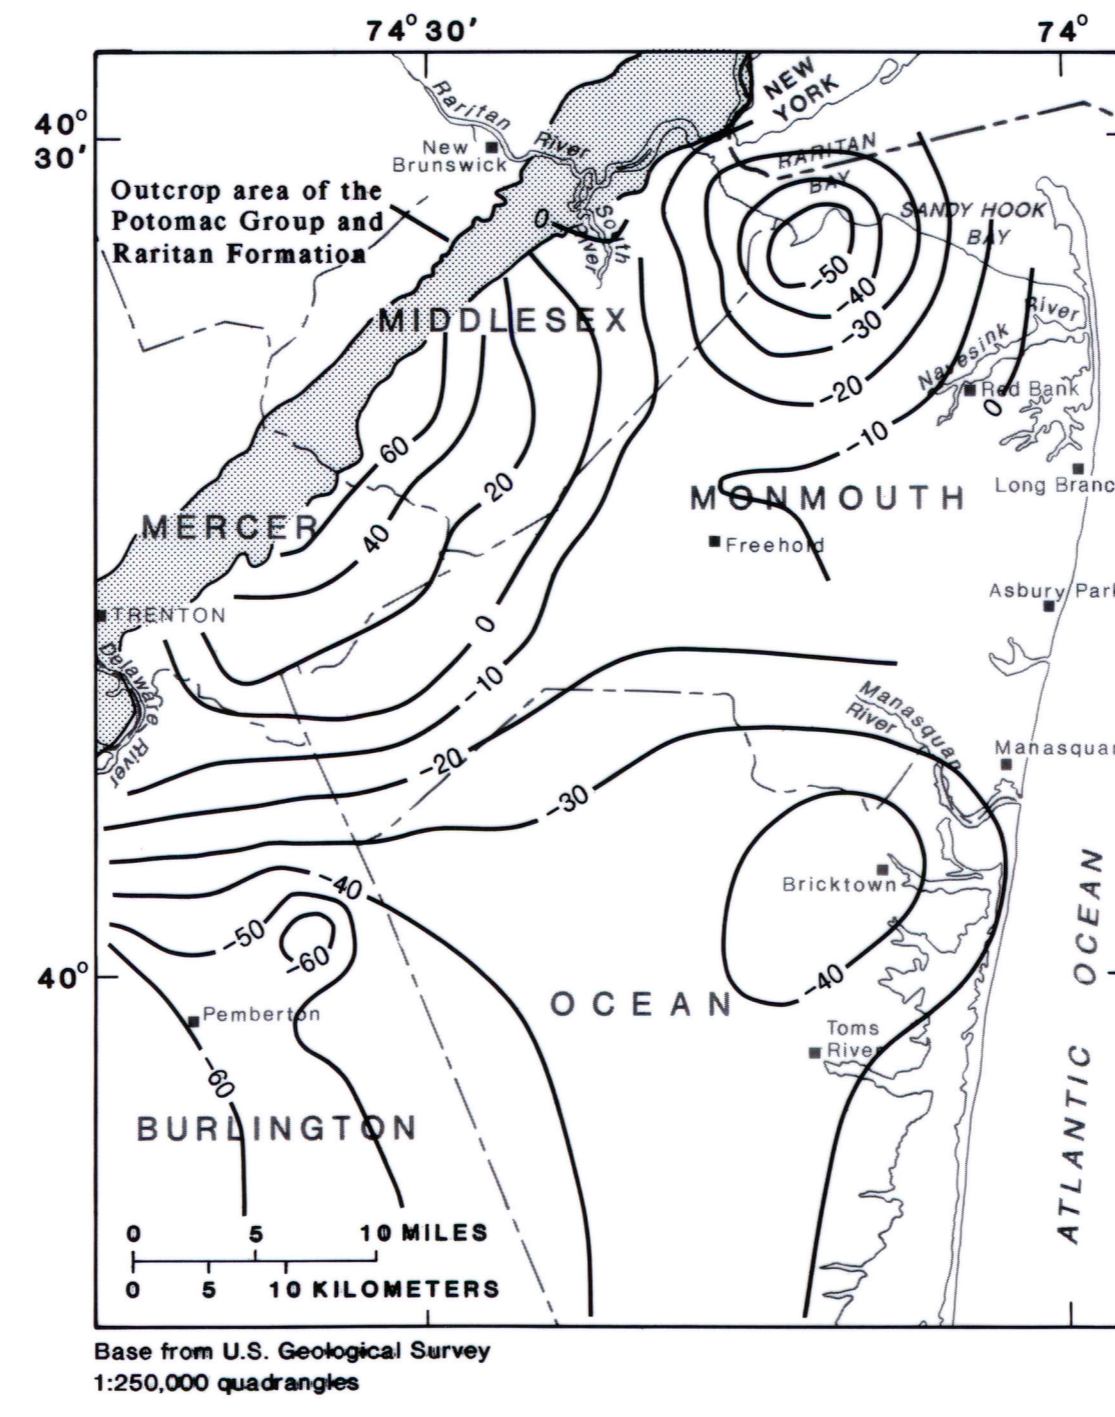 74° 30′
74°
40°
30′
NEW
YORK
Raritan
River
New
Brunswick
RARITAN
BAY
Outcrop area of the
Potomac Group and
Raritan Formation
0
South
River
SANDY HOOK
BAY
-50
-40
-30
-20
-10
MIDDLESEX
Navesink
River
Red Bank
0
60
20
40
MONMOUTH
Long Branc
MERCER
Freehold
TRENTON
Asbury Park
0
-10
-20
-30
Delaware
River
Manasquan
River
Manasquan
-40
Bricktown
-50
-60
40°
-40
OCEAN
ATLANTIC OCEAN
Pemberton
Toms
River
-60
BURLINGTON
0 5 10 MILES
0 5 10 KILOMETERS
Base from U.S. Geological Survey
1:250,000 quadrangles